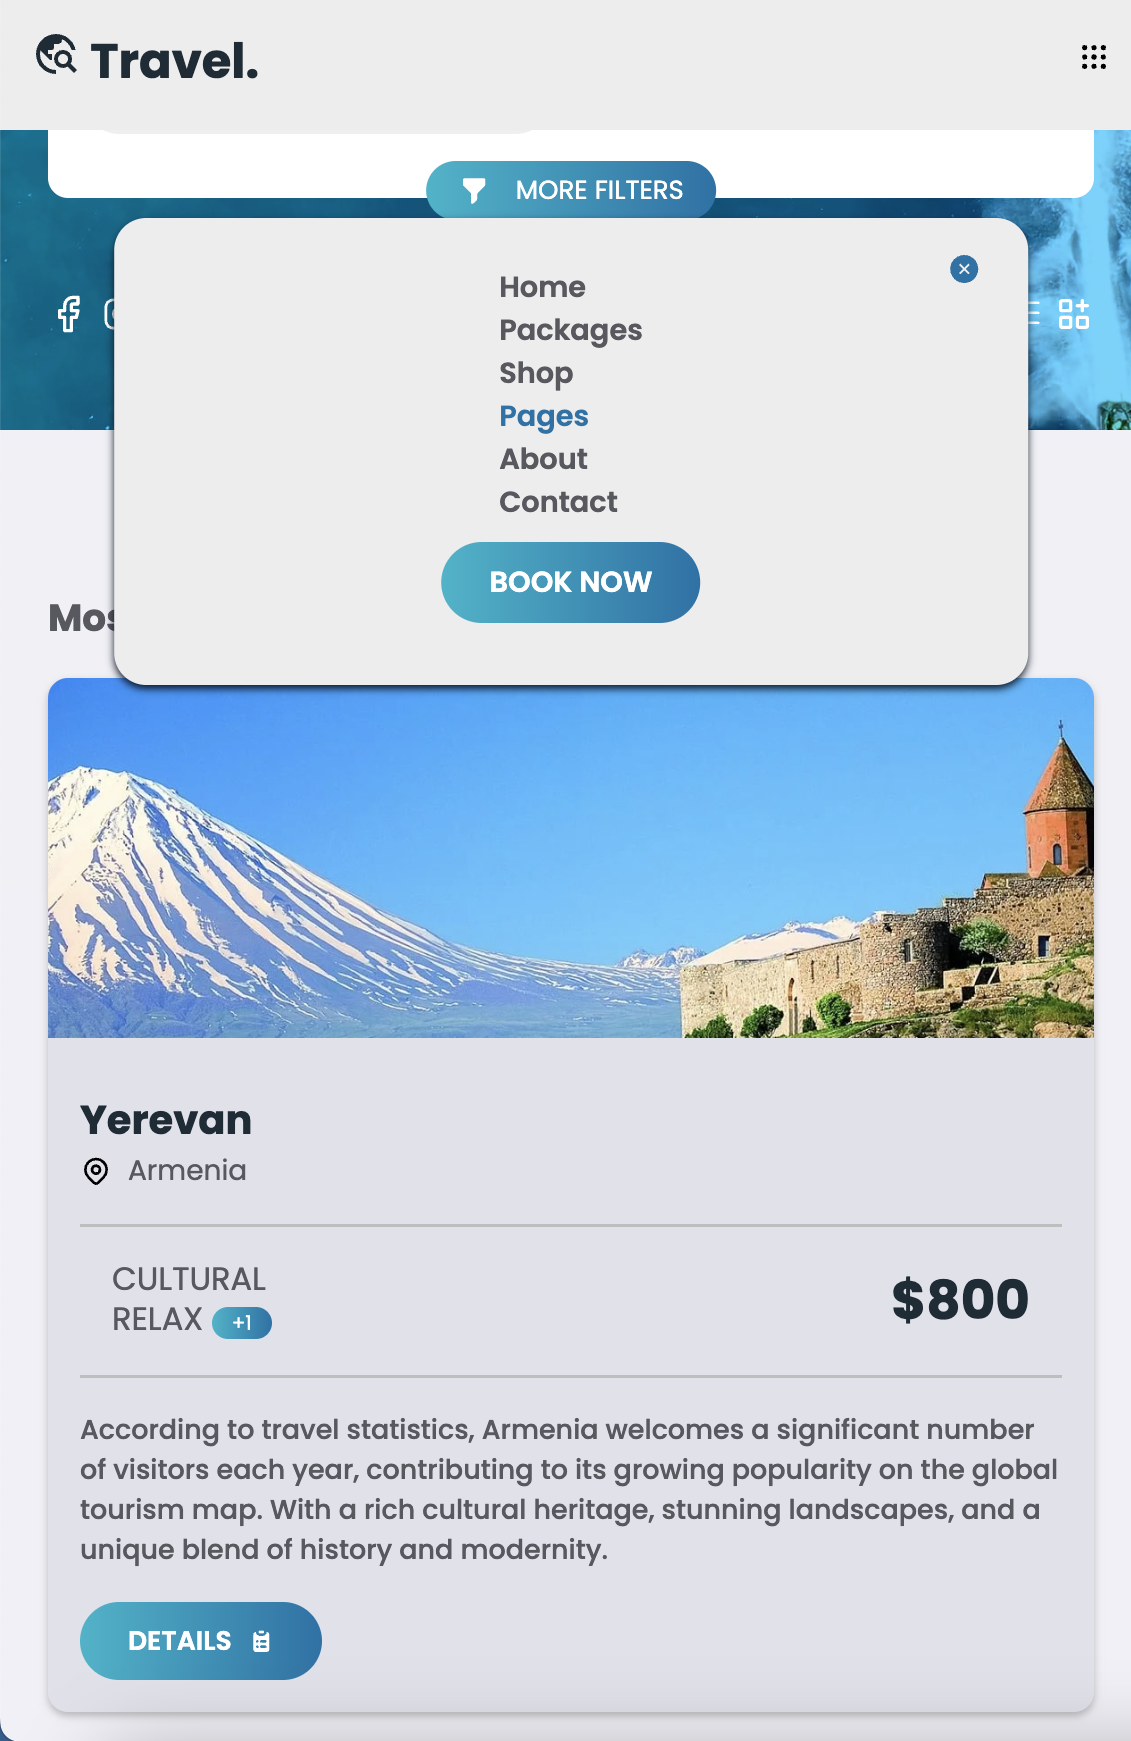 Travel.
MORE FILTERS
Home
Packages
Shop
Pages
About
Contact
BOOK NOW
Yerevan
Armenia
CULTURAL
RELAX +1
$800
According to travel statistics, Armenia welcomes a significant number
of visitors each year, contributing to its growing popularity on the global
tourism map. With a rich cultural heritage, stunning landscapes, and a
unique blend of history and modernity.
DETAILS